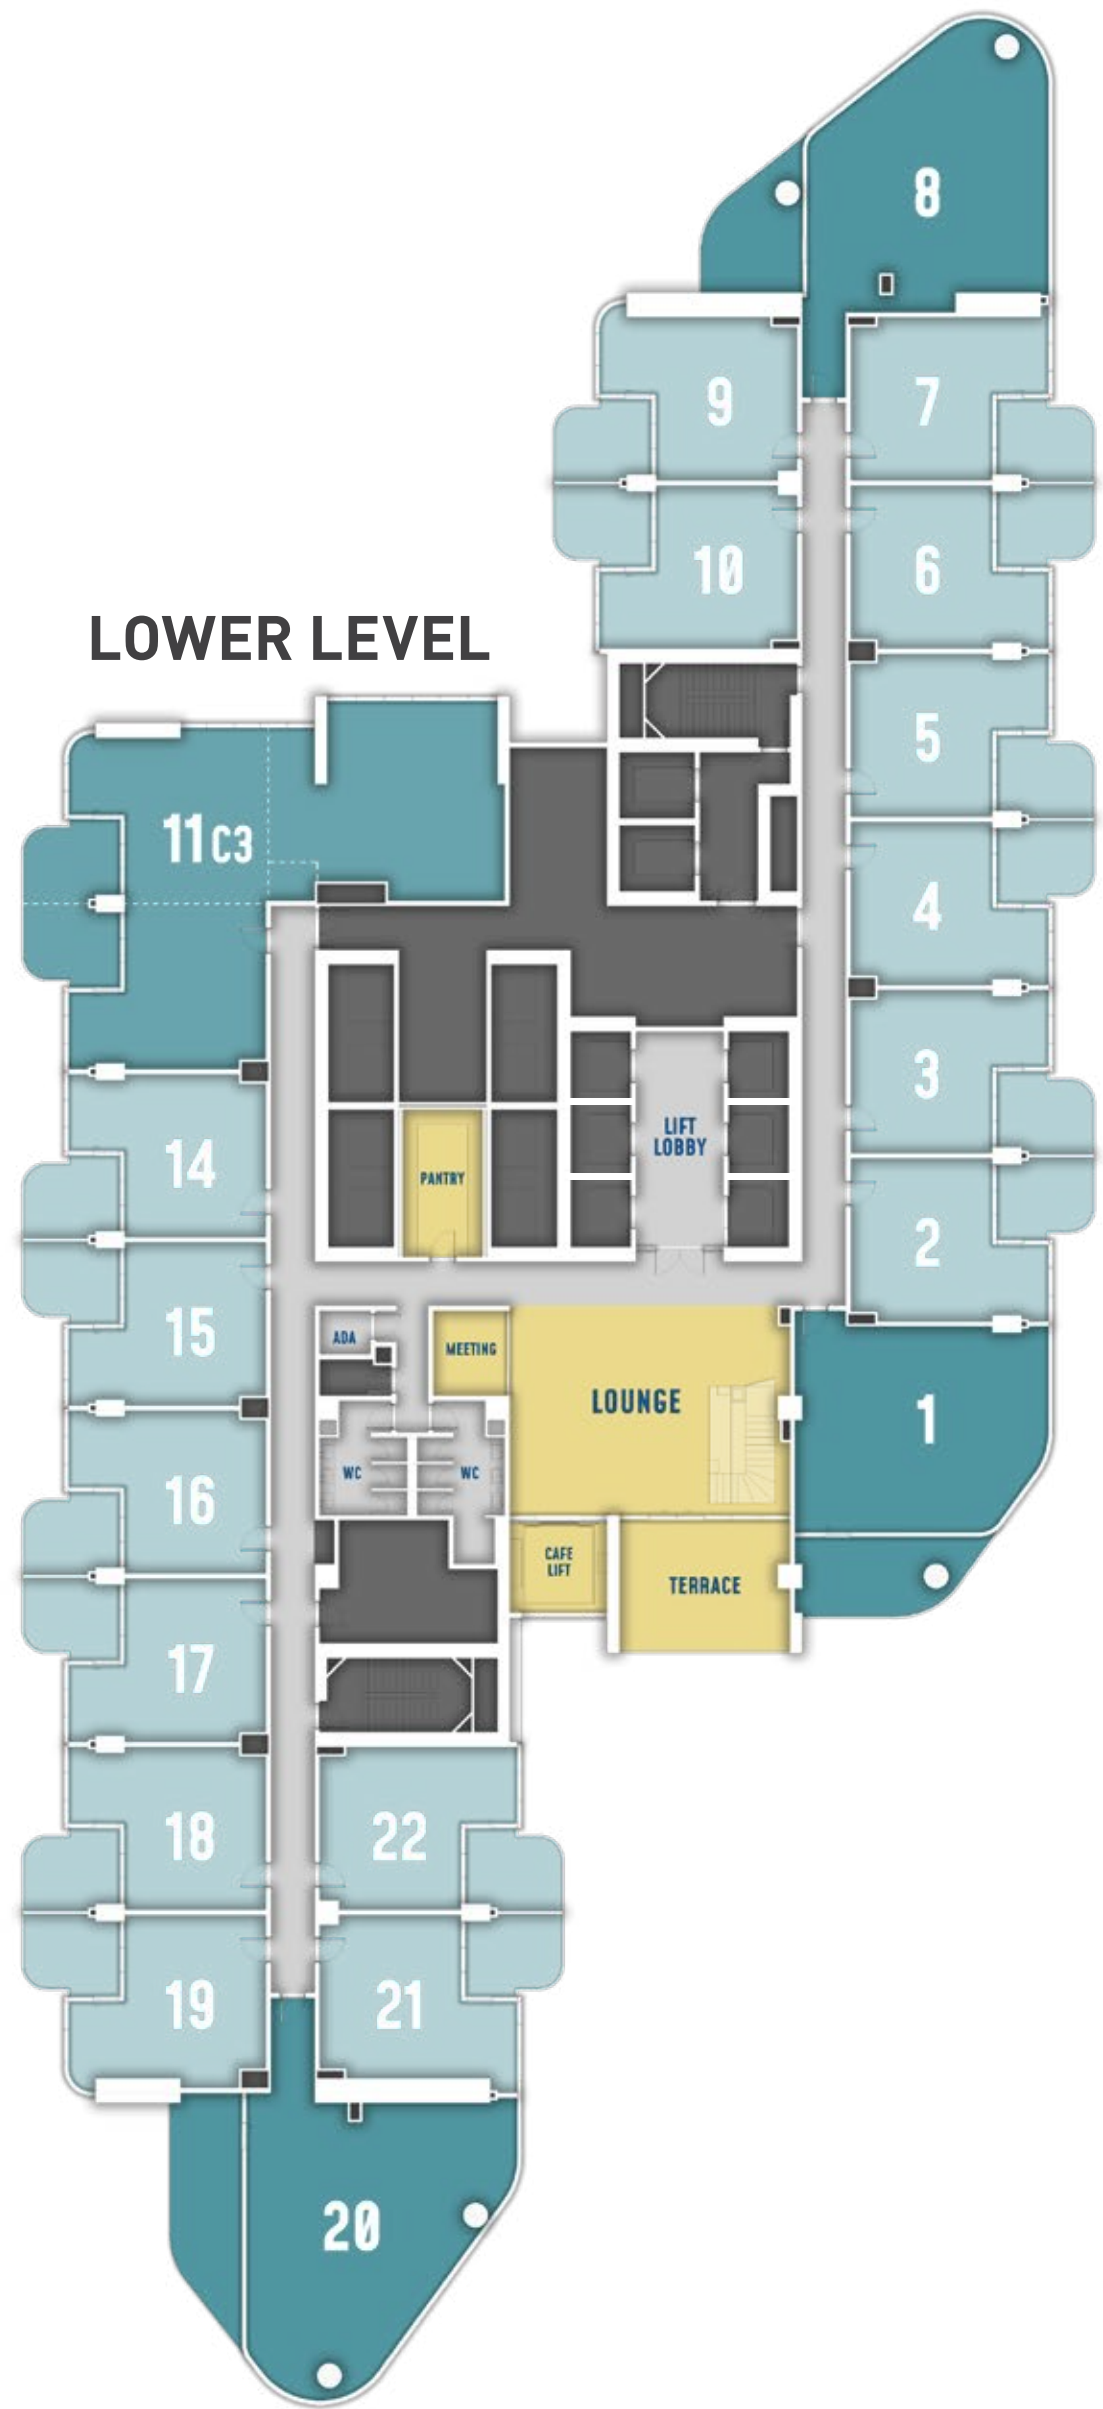 8
9
7
10
6
LOWER LEVEL
5
11C3
4
3
LIFT
LOBBY
14
PANTRY
2
15
ADA
MEETING
LOUNGE
1
WC
WC
16
CAFE
LIFT
TERRACE
17
18
22
19
21
20